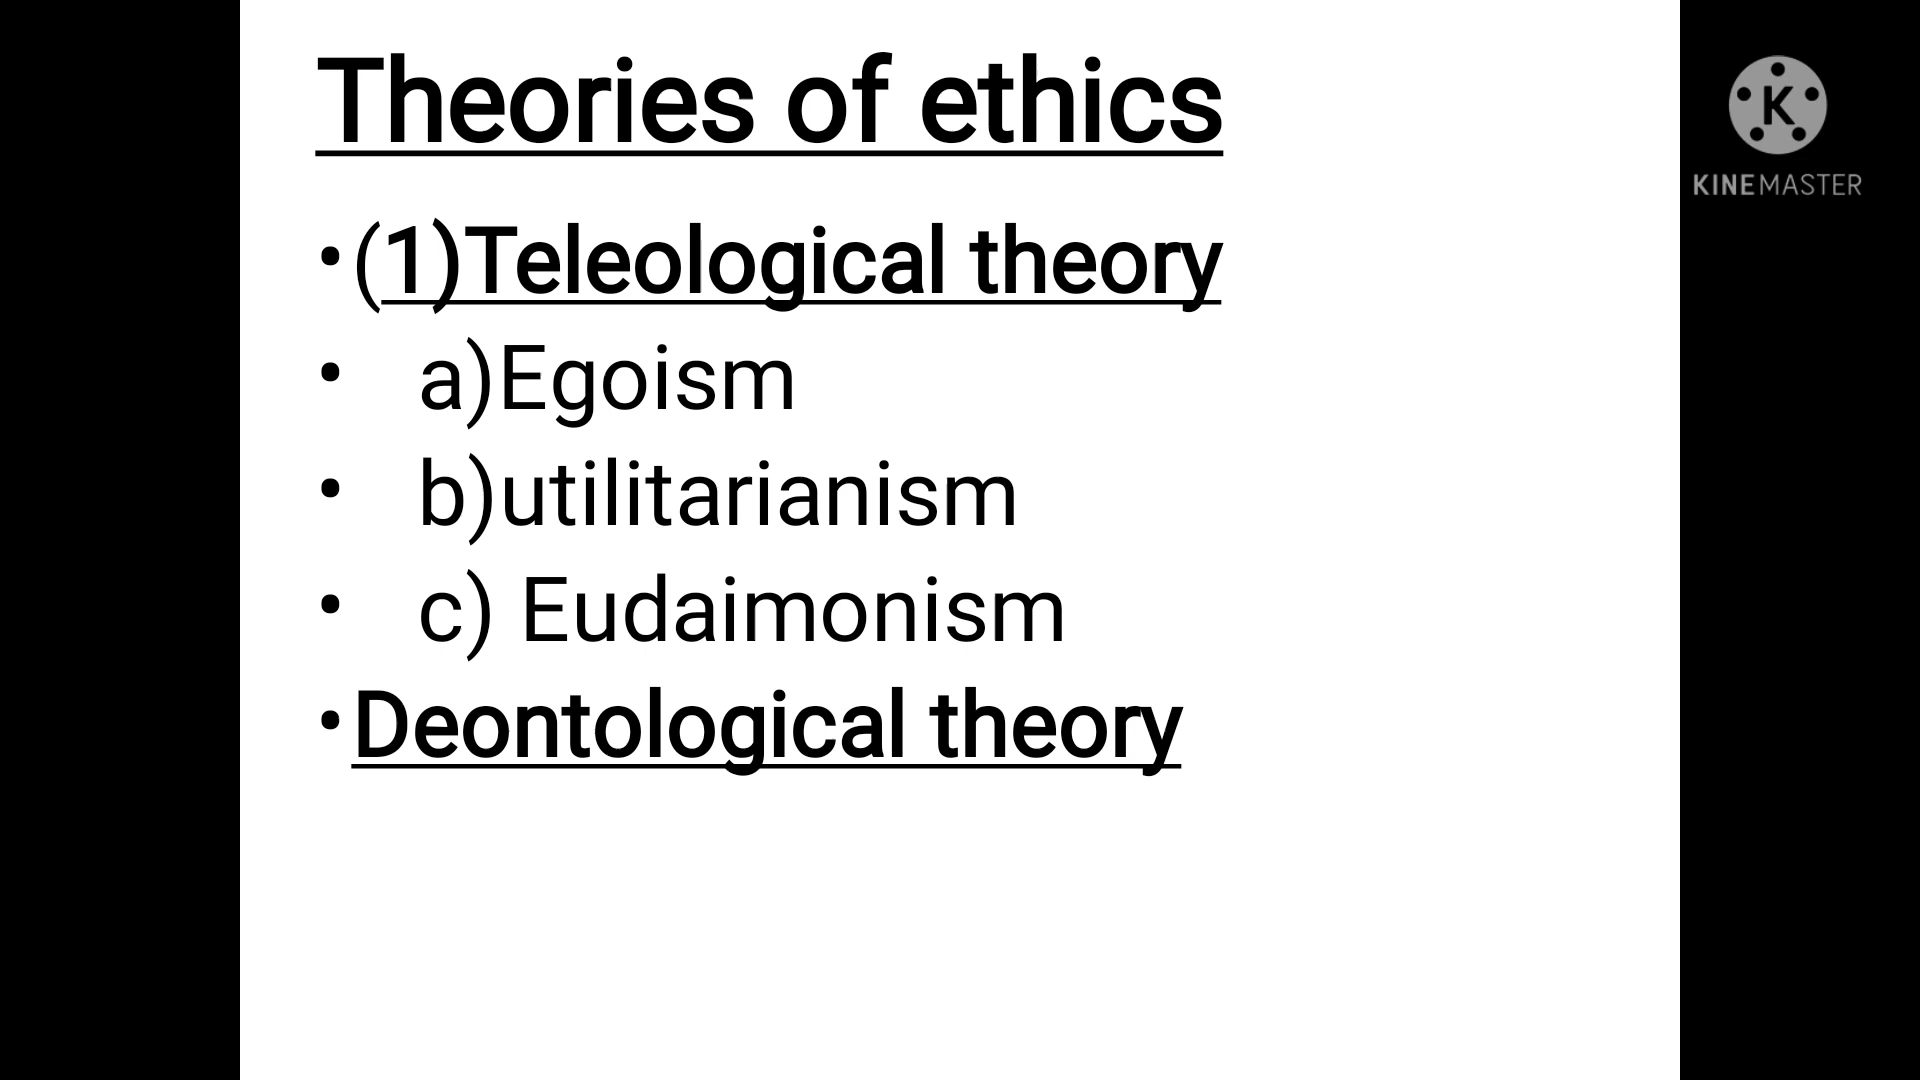 Theories of ethics
•(1)Teleological theory
• a)Egoism
• b)utilitarianism
• c) Eudaimonism
•Deontological theory
K
KINEMASTER